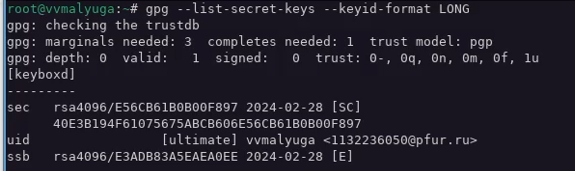 root@vvmalyuga:~# gpg --list-secret-keys --keyid-format LONG
gpg: checking the trustdb
gpg: marginals needed: 3  completes needed: 1  trust model: pgp
gpg: depth: 0  valid:   1  signed:   0  trust: 0-, 0q, 0n, 0m, 0f, 1u
[keyboxd]
---------
sec   rsa4096/E56CB61B0B00F897 2024-02-28 [SC]
      40E3B194F61075675ABCB606E56CB61B0B00F897
uid                 [ultimate] vvmalyuga <1132236050@pfur.ru>
ssb   rsa4096/E3ADB83A5EAEA0EE 2024-02-28 [E]